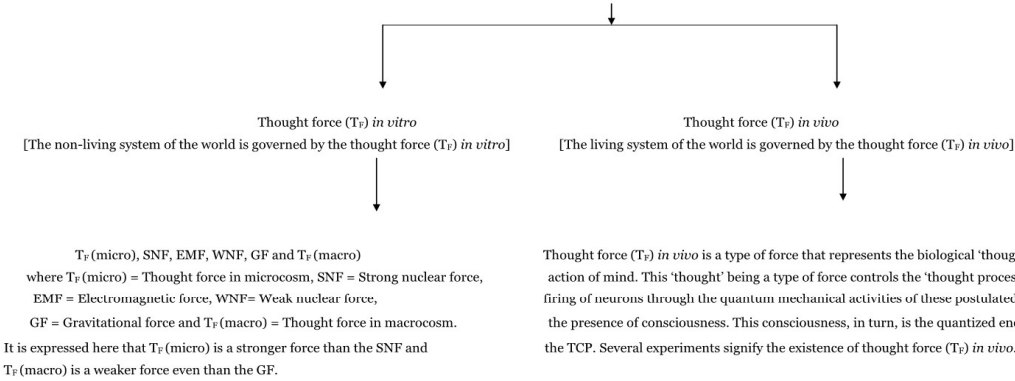 Thought force (TF) in vitro
[The non-living system of the world is governed by the thought force (TF) in vitro]
TF (micro), SNF, EMF, WNF, GF and TF (macro)
where TF (micro) = Thought force in microcosm, SNF = Strong nuclear force,
EMF = Electromagnetic force, WNF= Weak nuclear force,
GF = Gravitational force and TF (macro) = Thought force in macrocosm.
It is expressed here that TF (micro) is a stronger force than the SNF and
TF (macro) is a weaker force even than the GF.
Thought force (TF) in vivo
[The living system of the world is governed by the thought force (TF) in vivo]
Thought force (TF) in vivo is a type of force that represents the biological ‘though
action of mind. This ‘thought’ being a type of force controls the ‘thought proces
firing of neurons through the quantum mechanical activities of these postulated
the presence of consciousness. This consciousness, in turn, is the quantized ene
the TCP. Several experiments signify the existence of thought force (TF) in vivo.